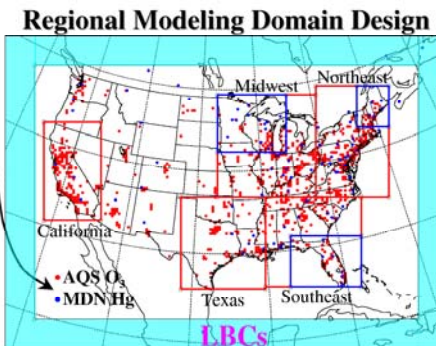 Regional Modeling Domain Design
Northeast
Midwest
California
AQS O3
MDN Hg
Texas
Southeast
LBCs